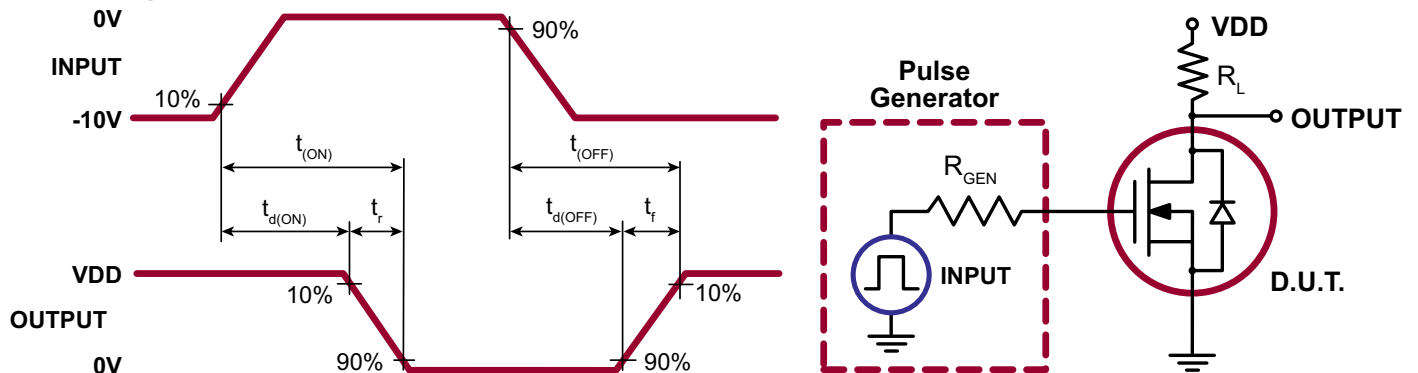 0V
INPUT
10%
-10V
90%
t(ON)
t(OFF)
td(ON)
tr
td(OFF)
tf
VDD
10%
10%
OUTPUT
90%
90%
0V
Pulse
Generator
RGEN
INPUT
VDD
RL
OUTPUT
D.U.T.